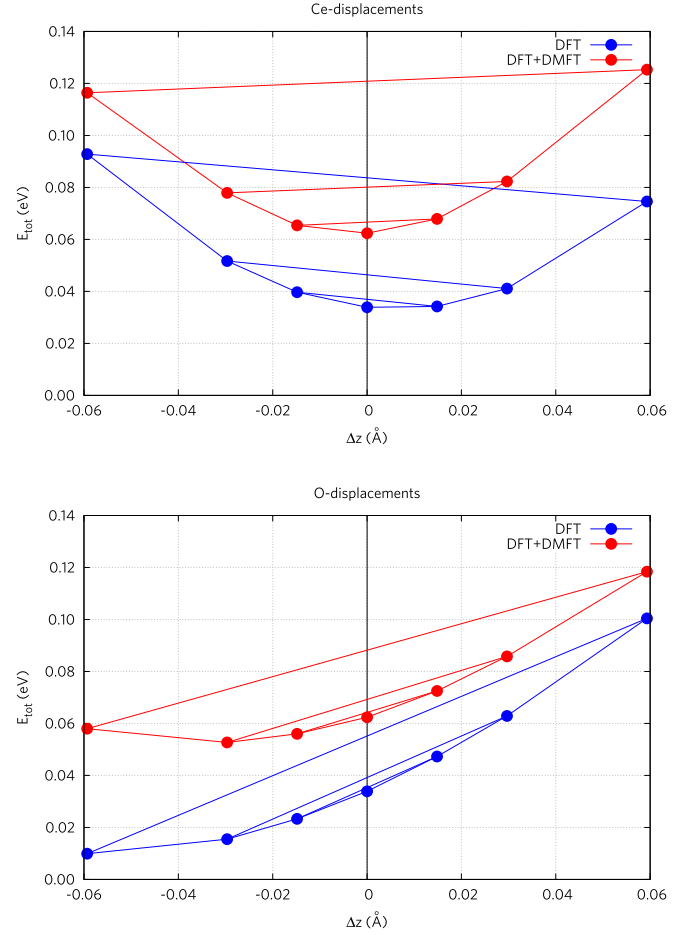 Ce-displacements
0.14
0.12
0.10
0.08
0.06
0.04
0.02
0.00
E_tot (eV)
DFT
DFT+DMFT
-0.06 -0.04 -0.02 0 0.02 0.04 0.06
Δz (Å)
O-displacements
0.14
0.12
0.10
0.08
0.06
0.04
0.02
0.00
E_tot (eV)
DFT
DFT+DMFT
-0.06 -0.04 -0.02 0 0.02 0.04 0.06
Δz (Å)